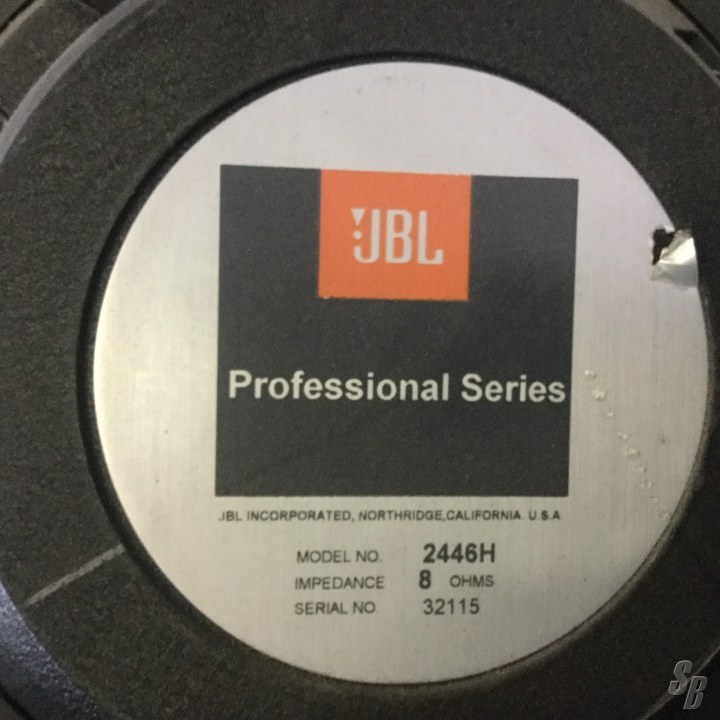 JBL
Professional Series
JBL INCORPORATED, NORTHRIDGE,CALIFORNIA. U.S.A
MODEL NO. 2446H
IMPEDANCE 8 OHMS
SERIAL NO. 32115
SB